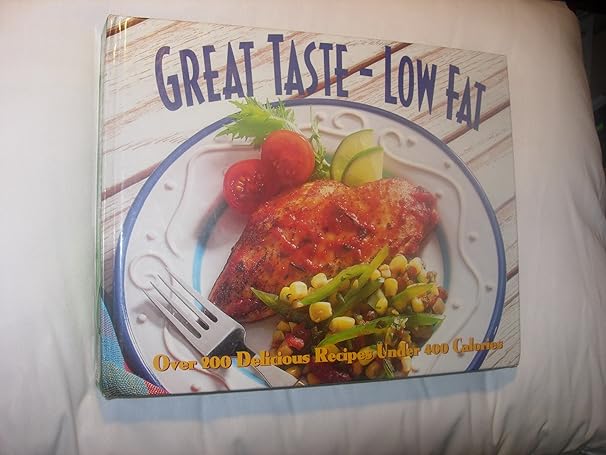 GREAT TASTE - LOW FAT
Over 200 Delicious Recipes Under 400 Calories